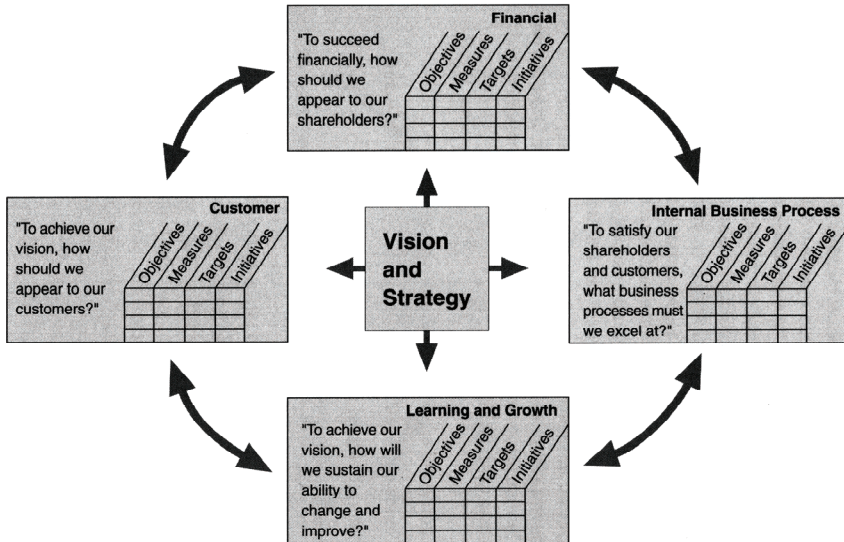 Financial
"To succeed
financially, how
should we
appear to our
shareholders?"
Objectives
Measures
Targets
Initiatives
Customer
"To achieve our
vision, how
should we
appear to our
customers?"
Objectives
Measures
Targets
Initiatives
Vision
and
Strategy
Internal Business Process
"To satisfy our
shareholders
and customers,
what business
processes must
we excel at?"
Objectives
Measures
Targets
Initiatives
Learning and Growth
"To achieve our
vision, how will
we sustain our
ability to
change and
improve?"
Objectives
Measures
Targets
Initiatives